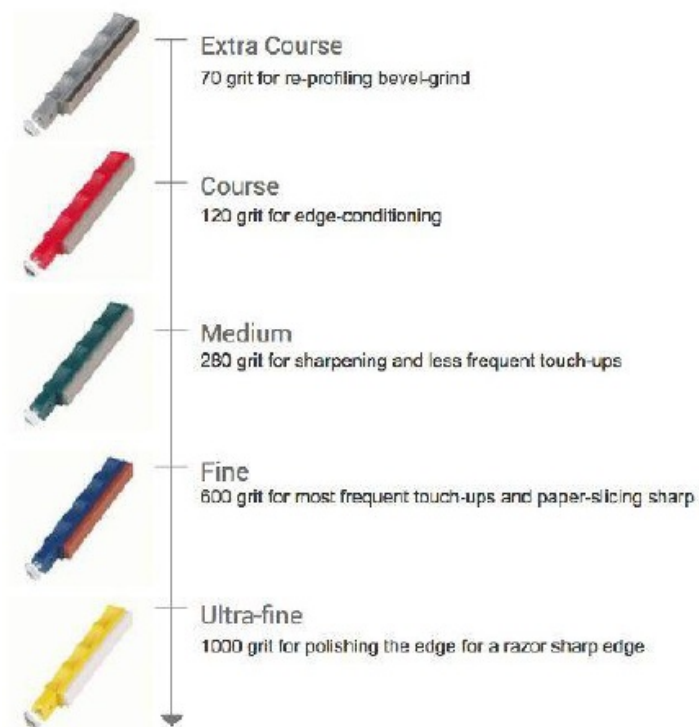 Extra Course
70 grit for re-profiling bevel-grind
Course
120 grit for edge-conditioning
Medium
280 grit for sharpening and less frequent touch-ups
Fine
600 grit for most frequent touch-ups and paper-slicing sharp
Ultra-fine
1000 grit for polishing the edge for a razor sharp edge